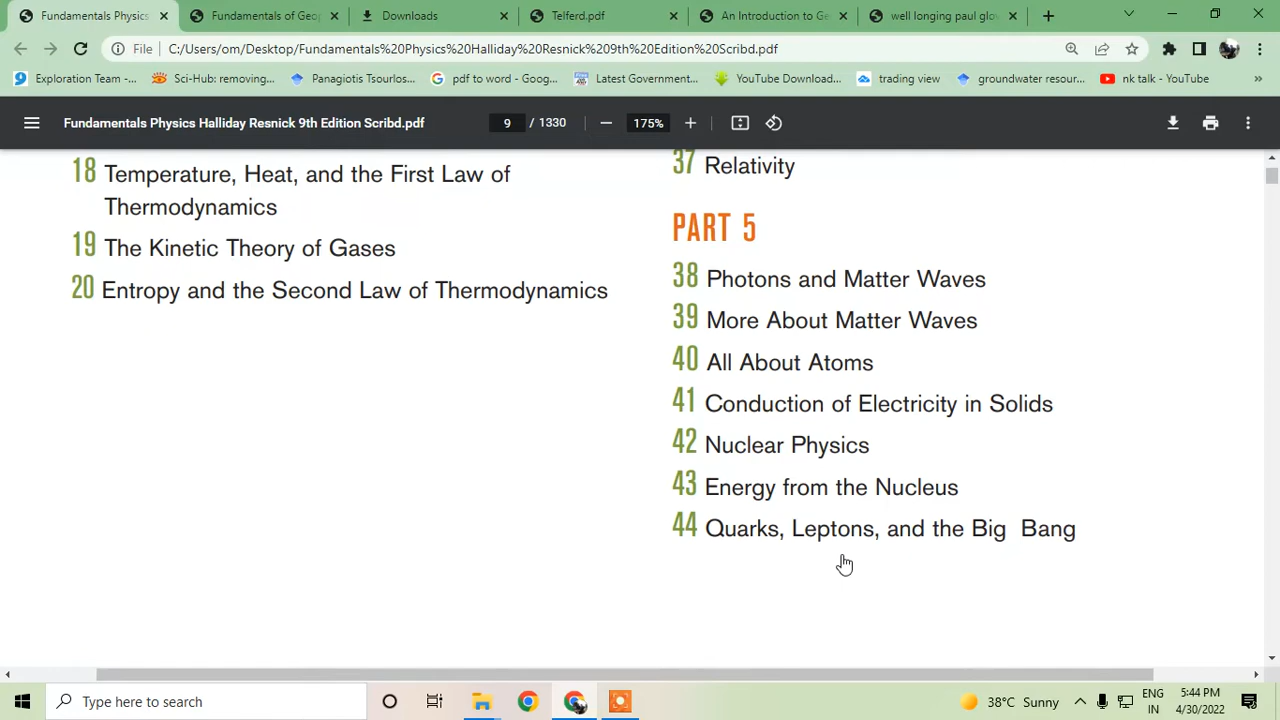 Fundamentals Physics
Fundamentals of Geop
Downloads
Telferd.pdf
An Introduction to Ge
well longing paul glov
File
C:/Users/om/Desktop/Fundamentals%20Physics%20Halliday%20Resnick%209th%20Edition%20Scribd.pdf
Exploration Team -...
Sci-Hub: removing...
Panagiotis Tsourlos...
pdf to word - Goog...
Latest Government...
YouTube Download...
trading view
groundwater resour...
nk talk - YouTube
»
Fundamentals Physics Halliday Resnick 9th Edition Scribd.pdf
9 / 1330
175%
18 Temperature, Heat, and the First Law of
Thermodynamics
19 The Kinetic Theory of Gases
20 Entropy and the Second Law of Thermodynamics
37 Relativity
PART 5
38 Photons and Matter Waves
39 More About Matter Waves
40 All About Atoms
41 Conduction of Electricity in Solids
42 Nuclear Physics
43 Energy from the Nucleus
44 Quarks, Leptons, and the Big Bang
Type here to search
38°C Sunny
ENG
IN
5:44 PM
4/30/2022